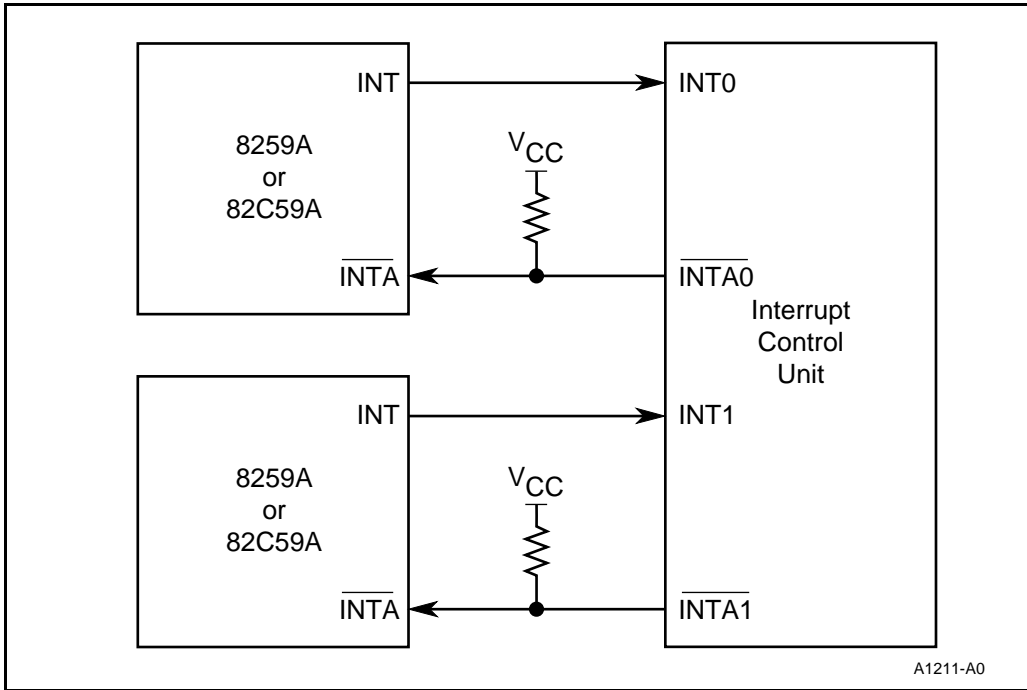 INT
8259A
or
82C59A
INTA
VCC
INT0
INTA0
Interrupt
Control
Unit
INT
8259A
or
82C59A
INTA
VCC
INT1
INTA1
A1211-A0